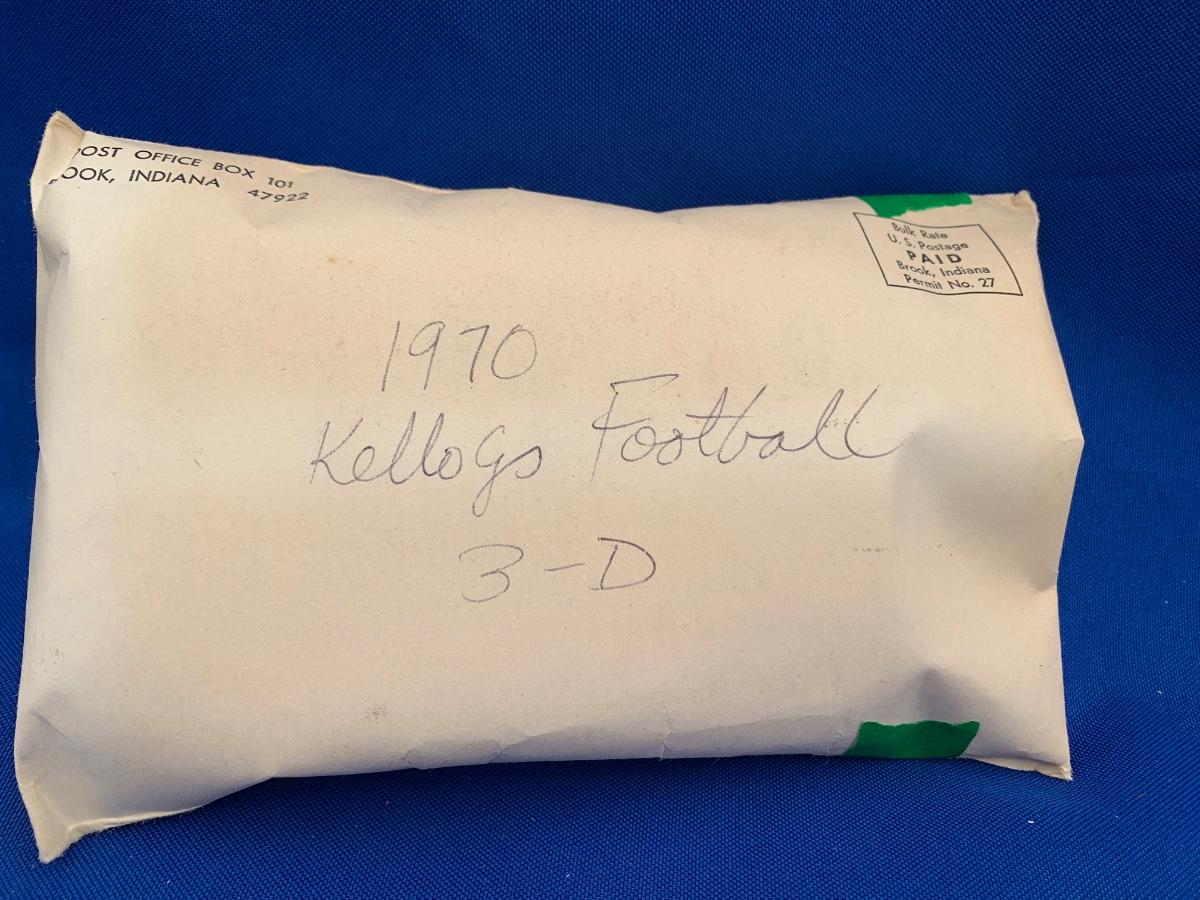 POST OFFICE BOX 101
OOK, INDIANA 47922
Bulk Rate
U. S. Postage
PAID
Brook, Indiana
Permit No. 27
1970
Kellogs Football
3-D